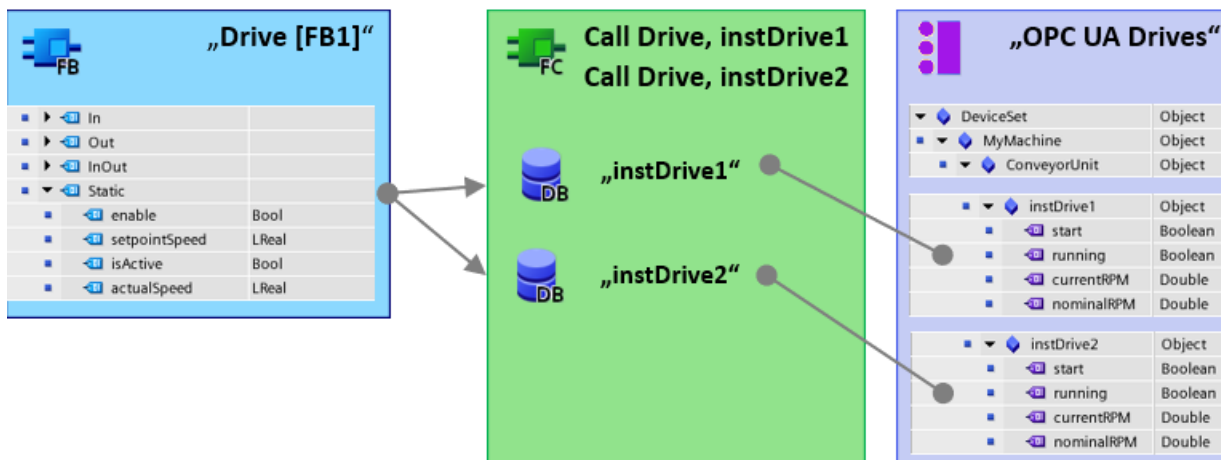 „Drive [FB1]“
FB
In
Out
InOut
Static
enable Bool
setpointSpeed LReal
isActive Bool
actualSpeed LReal
Call Drive, instDrive1
FC
Call Drive, instDrive2
„instDrive1“
DB
„instDrive2“
DB
„OPC UA Drives“
DeviceSet Object
MyMachine Object
ConveyorUnit Object
instDrive1 Object
start Boolean
running Boolean
currentRPM Double
nominalRPM Double
instDrive2 Object
start Boolean
running Boolean
currentRPM Double
nominalRPM Double